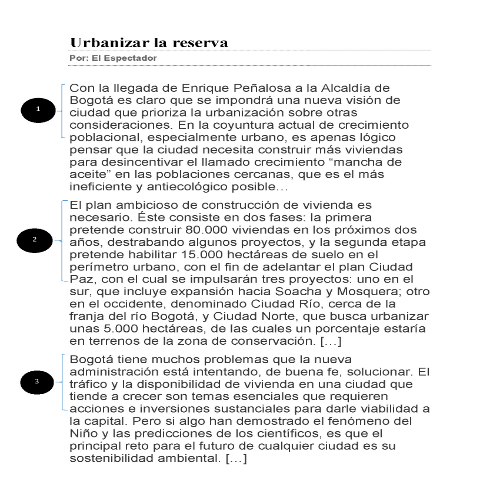 Urbanizar la reserva
Por: El Espectador
Con la llegada de Enrique Peñalosa a la Alcaldía de
Bogotá es claro que se impondrá una nueva visión de
ciudad que prioriza la urbanización sobre otras
consideraciones. En la coyuntura actual de crecimiento
poblacional, especialmente urbano, es apenas lógico
pensar que la ciudad necesita construir más viviendas
para desincentivar el llamado crecimiento “mancha de
aceite” en las poblaciones cercanas, que es el más
ineficiente y antiecológico posible…
1
El plan ambicioso de construcción de vivienda es
necesario. Éste consiste en dos fases: la primera
pretende construir 80.000 viviendas en los próximos dos
años, destrabando algunos proyectos, y la segunda etapa
pretende habilitar 15.000 hectáreas de suelo en el
perímetro urbano, con el fin de adelantar el plan Ciudad
Paz, con el cual se impulsarán tres proyectos: uno en el
sur, que incluye expansión hacia Soacha y Mosquera; otro
en el occidente, denominado Ciudad Río, cerca de la
franja del río Bogotá, y Ciudad Norte, que busca urbanizar
unas 5.000 hectáreas, de las cuales un porcentaje estaría
en terrenos de la zona de conservación. […]
2
Bogotá tiene muchos problemas que la nueva
administración está intentando, de buena fe, solucionar. El
tráfico y la disponibilidad de vivienda en una ciudad que
tiende a crecer son temas esenciales que requieren
acciones e inversiones sustanciales para darle viabilidad a
la capital. Pero si algo han demostrado el fenómeno del
Niño y las predicciones de los científicos, es que el
principal reto para el futuro de cualquier ciudad es su
sostenibilidad ambiental. […]
3